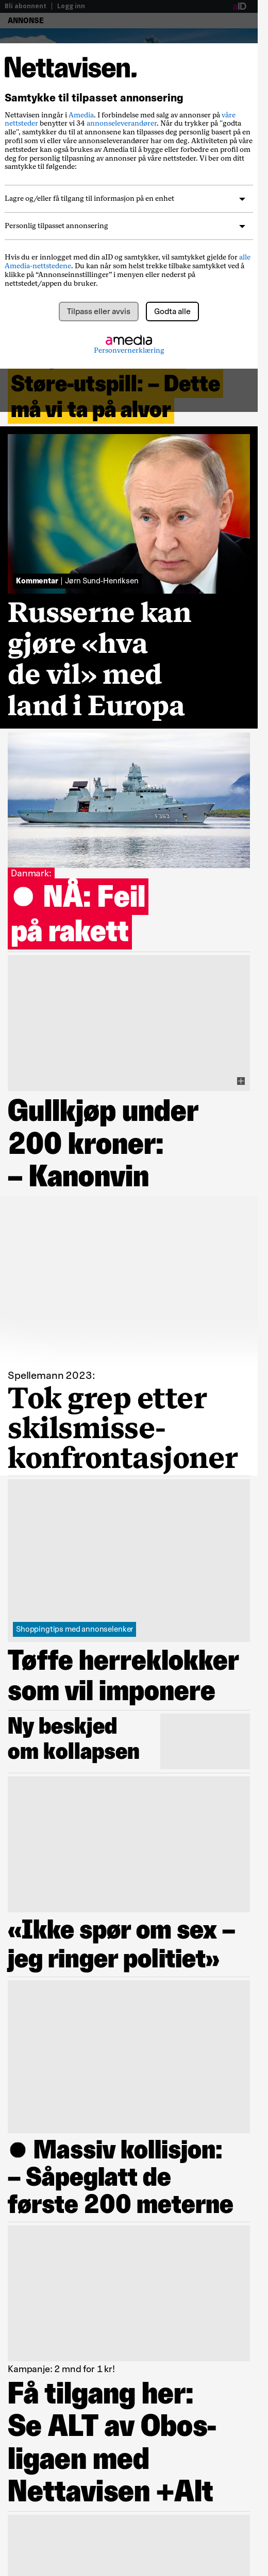 Bli abonnent | Logg inn
aID
ANNONSE
Nettavisen.
Samtykke til tilpasset annonsering
Nettavisen inngår i Amedia. I forbindelse med salg av annonser på våre
nettsteder benytter vi 34 annonseleverandører. Når du trykker på "godta
alle", samtykker du til at annonsene kan tilpasses deg personlig basert på en
profil som vi eller våre annonseleverandører har om deg. Aktiviteten på våre
nettsteder kan også brukes av Amedia til å bygge eller forbedre en profil om
deg for personlig tilpasning av annonser på våre nettsteder. Vi ber om ditt
samtykke til følgende:
Lagre og/eller få tilgang til informasjon på en enhet
Personlig tilpasset annonsering
Hvis du er innlogget med din aID og samtykker, vil samtykket gjelde for alle
Amedia-nettstedene. Du kan når som helst trekke tilbake samtykket ved å
klikke på “Annonseinnstillinger” i menyen eller nederst på
nettstedet/appen du bruker.
Tilpass eller avvis
Godta alle
amedia
Personvernerklæring
Støre-utspill: – Dette
må vi ta på alvor
Kommentar | Jørn Sund-Henriksen
Russerne kan
gjøre «hva
de vil» med
land i Europa
Danmark:
● NÅ: Feil
på rakett
Gullkjøp under
200 kroner:
– Kanonvin
Spellemann 2023:
Tok grep etter
skilsmisse-
konfrontasjoner
Shoppingtips med annonselenker
Tøffe herreklokker
som vil imponere
Ny beskjed
om kollapsen
«Ikke spør om sex –
jeg ringer politiet»
● Massiv kollisjon:
– Såpeglatt de
første 200 meterne
Kampanje: 2 mnd for 1 kr!
Få tilgang her:
Se ALT av Obos-
ligaen med
Nettavisen +Alt